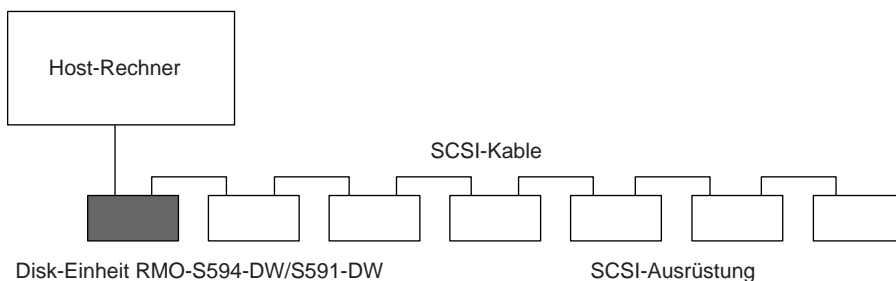 Host-Rechner
SCSI-Kable
Disk-Einheit RMO-S594-DW/S591-DW
SCSI-Ausrüstung